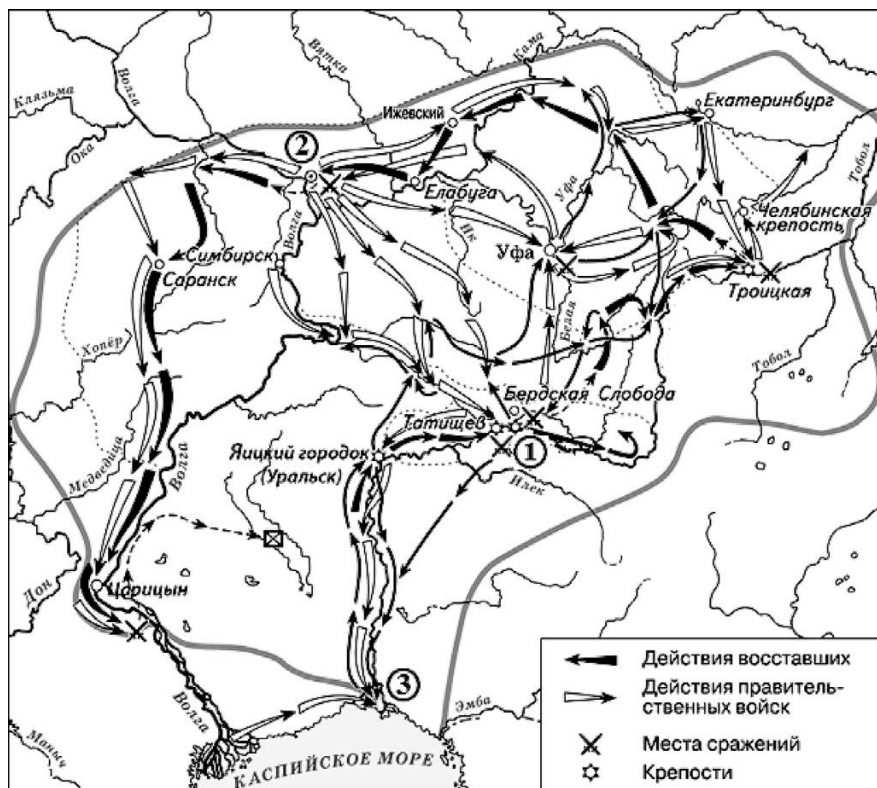 Клязьма
Волга
Вятка
Кама
Ока
Ижевский
Екатеринбург
②
Елабуга
Уфа
Тобол
Челябинская
крепость
Волга
Ик
Уфа
Симбирск
Саранск
Троицкая
Белая
Хопёр
Тобол
Бердская Слобода
Татищев
①
Медведица
Волга
Яицкий городок
(Уральск)
Илек
Дон
Царицын
③
Волга
Эмба
Маныч
КАСПИЙСКОЕ МОРЕ
Действия восставших
Действия правитель-
ственных войск
Места сражений
Крепости